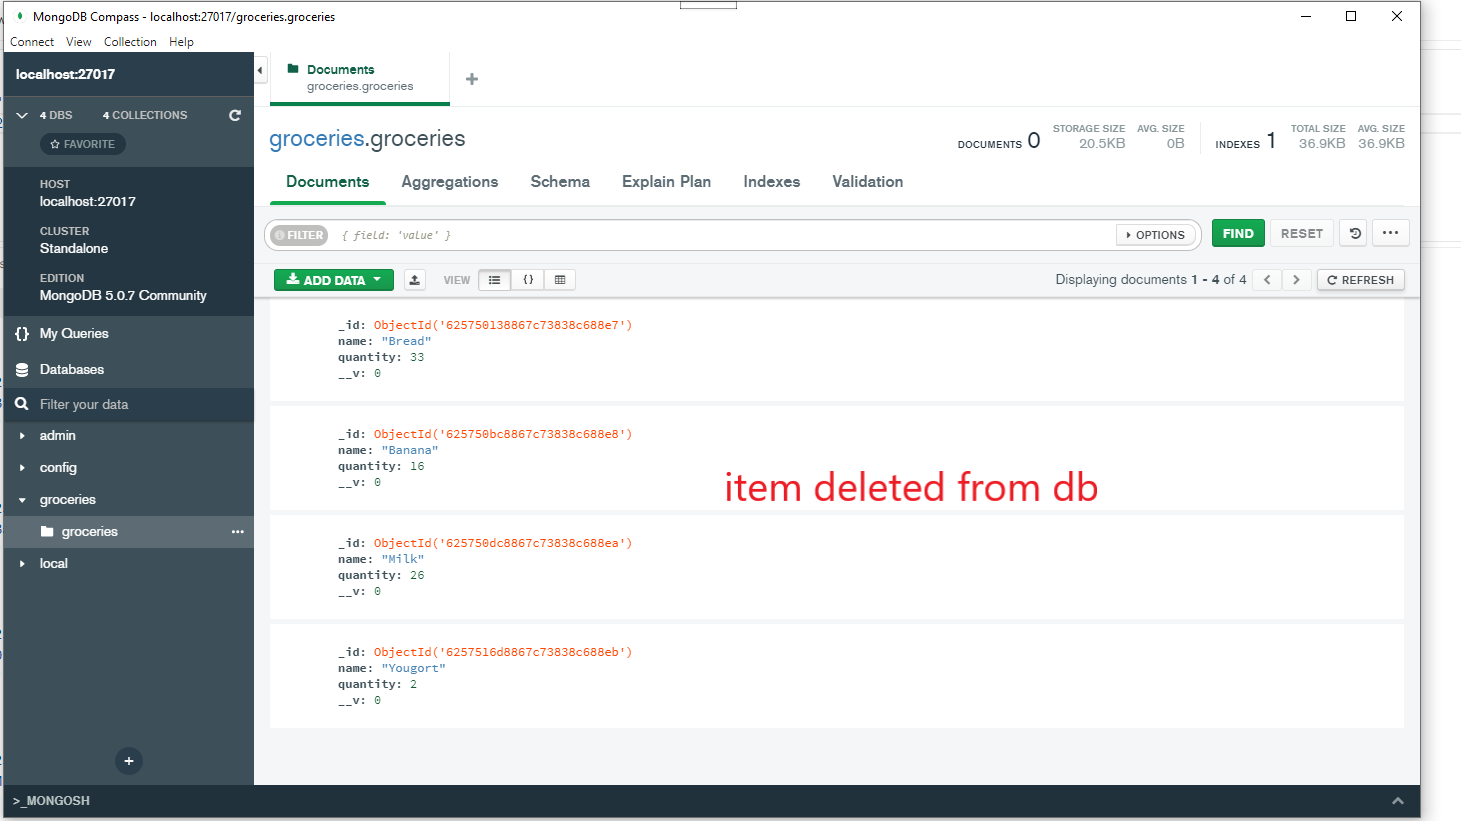 MongoDB Compass - localhost:27017/groceries.groceries
Connect View Collection Help
localhost:27017
4 DBS 4 COLLECTIONS
FAVORITE
HOST
localhost:27017
CLUSTER
Standalone
EDITION
MongoDB 5.0.7 Community
{} My Queries
Databases
Filter your data
admin
config
groceries
groceries
local
+
>_MONGOSH
Documents
groceries.groceries
+
groceries.groceries
DOCUMENTS 0
STORAGE SIZE
20.5KB
AVG. SIZE
0B
INDEXES 1
TOTAL SIZE
36.9KB
AVG. SIZE
36.9KB
Documents Aggregations Schema Explain Plan Indexes Validation
FILTER { field: 'value' } OPTIONS FIND RESET
ADD DATA VIEW {} Displaying documents 1 - 4 of 4 REFRESH
_id: ObjectId('625750138867c73838c688e7')
name: "Bread"
quantity: 33
__v: 0
_id: ObjectId('625750bc8867c73838c688e8')
name: "Banana"
quantity: 16
__v: 0
item deleted from db
_id: ObjectId('625750dc8867c73838c688ea')
name: "Milk"
quantity: 26
__v: 0
_id: ObjectId('6257516d8867c73838c688eb')
name: "Yougort"
quantity: 2
__v: 0